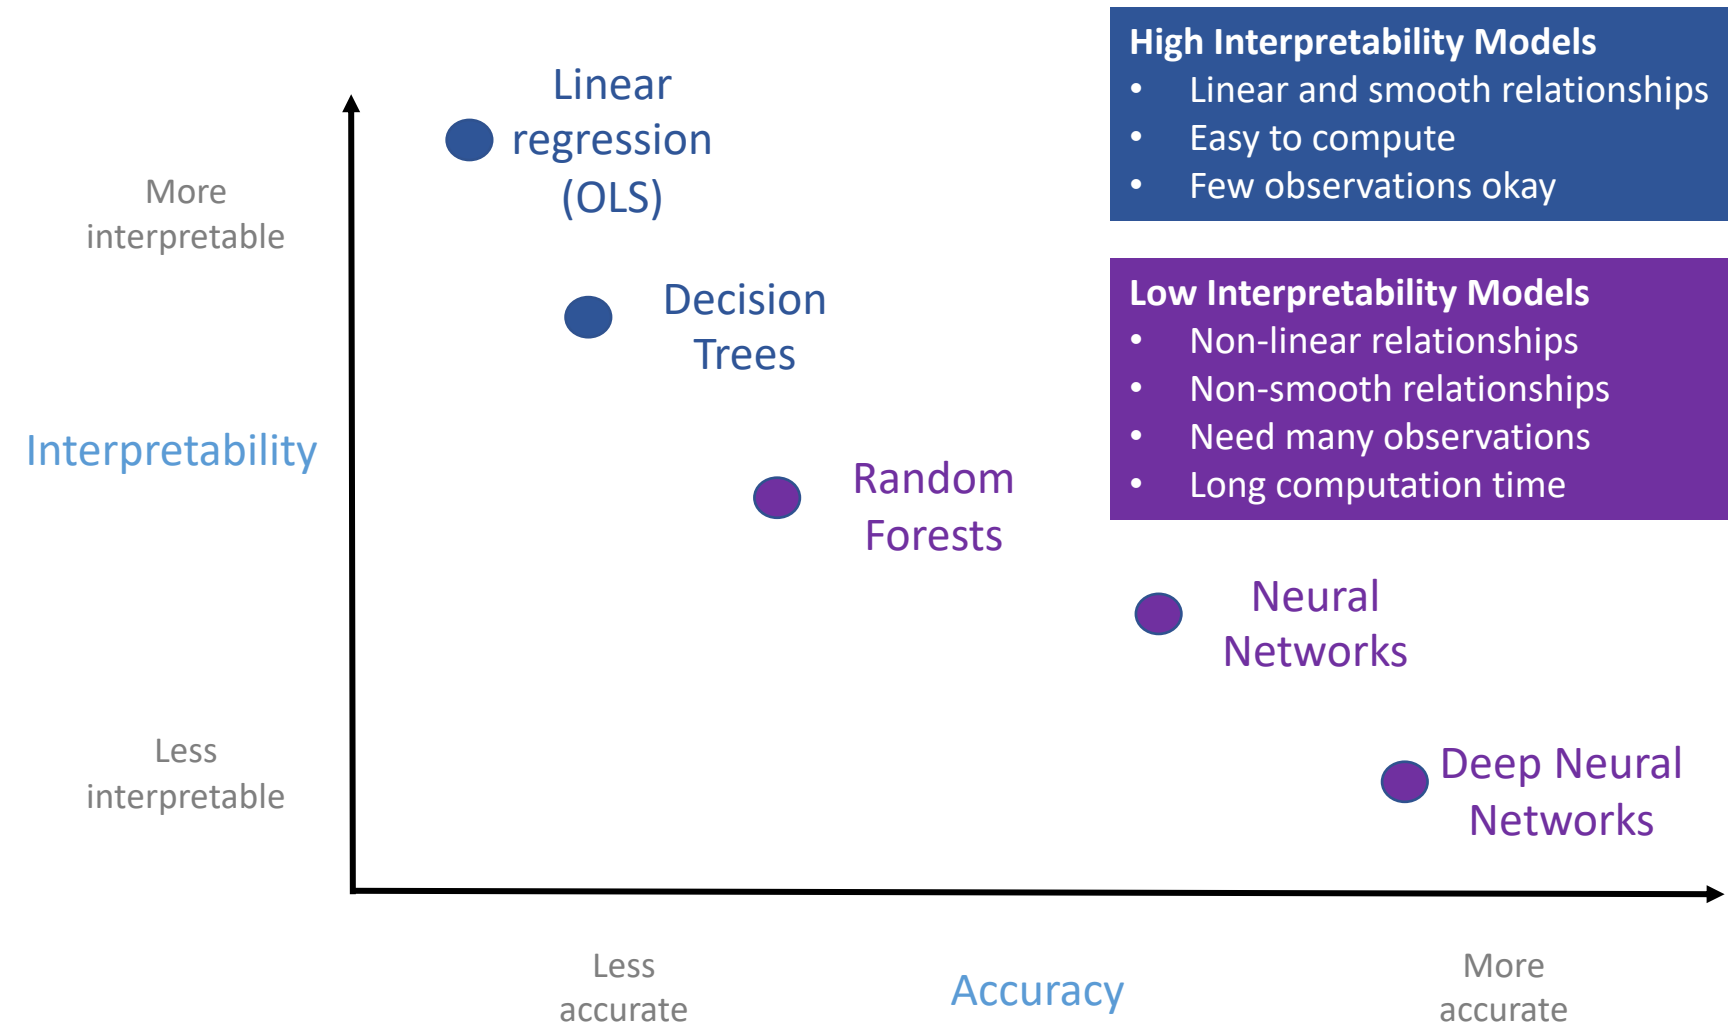 Linear
regression
(OLS)
More
interpretable
Decision
Trees
Interpretability
Random
Forests
Neural
Networks
Less
interpretable
Deep Neural
Networks
Less
accurate
Accuracy
More
accurate
High Interpretability Models
• Linear and smooth relationships
• Easy to compute
• Few observations okay
Low Interpretability Models
• Non-linear relationships
• Non-smooth relationships
• Need many observations
• Long computation time